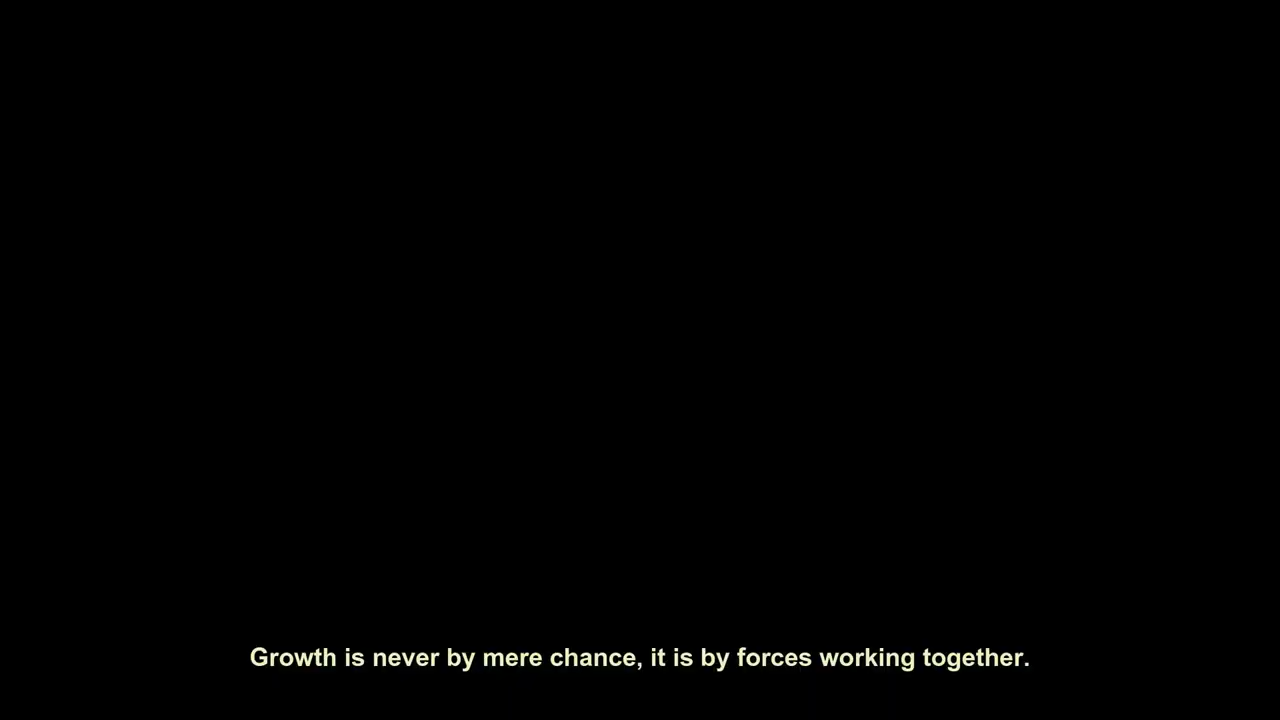 Growth is never by mere chance, it is by forces working together.